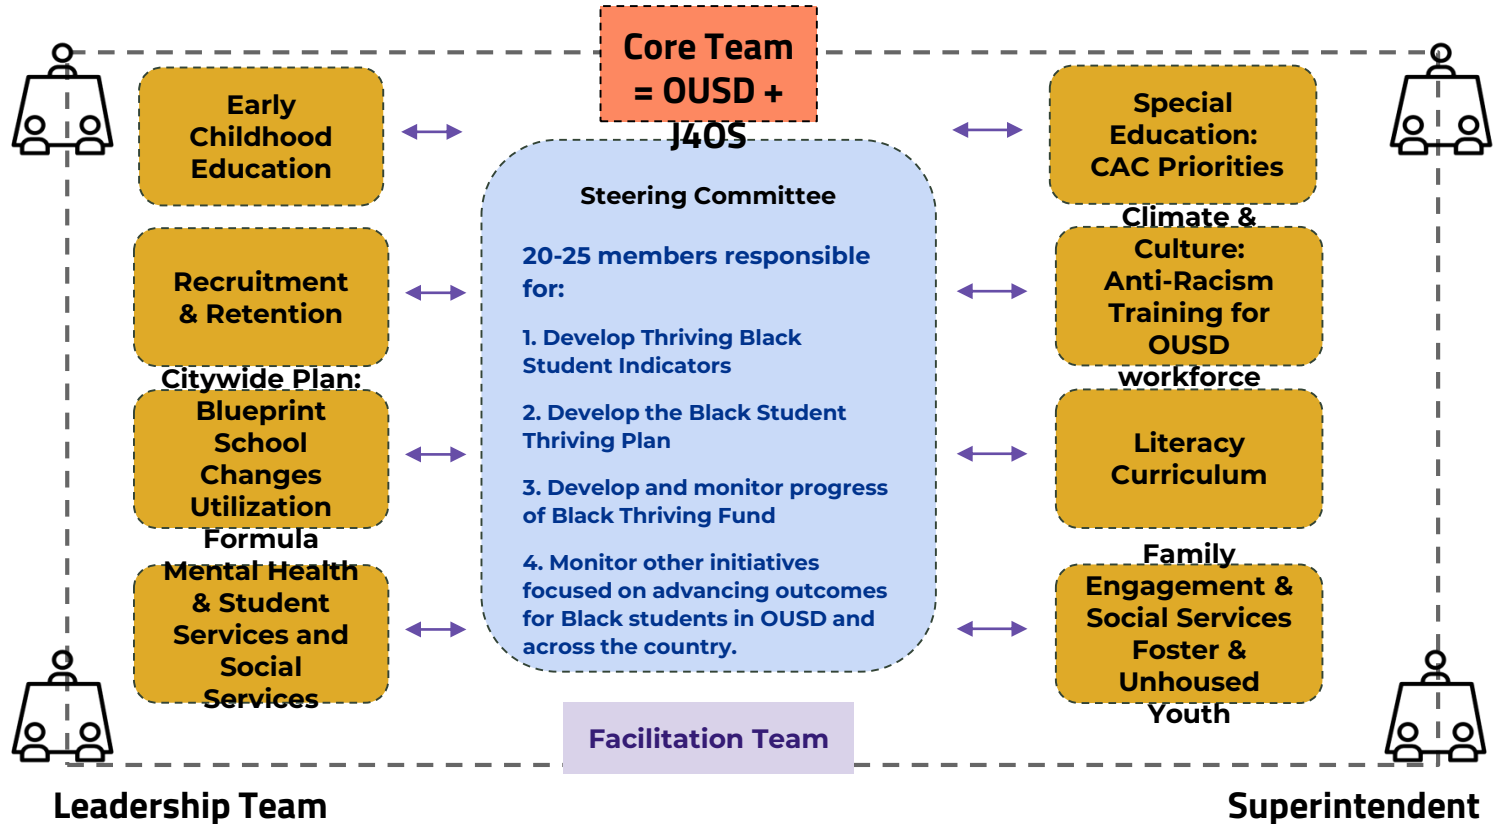 Core Team
= OUSD +
J4OS
Early
Childhood
Education
Recruitment
& Retention
Citywide Plan:
Blueprint
School
Changes
Utilization
Formula
Mental Health
& Student
Services and
Social
Services
Steering Committee
20-25 members responsible
for:
1. Develop Thriving Black
Student Indicators
2. Develop the Black Student
Thriving Plan
3. Develop and monitor progress
of Black Thriving Fund
4. Monitor other initiatives
focused on advancing outcomes
for Black students in OUSD and
across the country.
Special
Education:
CAC Priorities
Climate &
Culture:
Anti-Racism
Training for
OUSD
workforce
Literacy
Curriculum
Family
Engagement &
Social Services
Foster &
Unhoused
Youth
Facilitation Team
Leadership Team
Superintendent